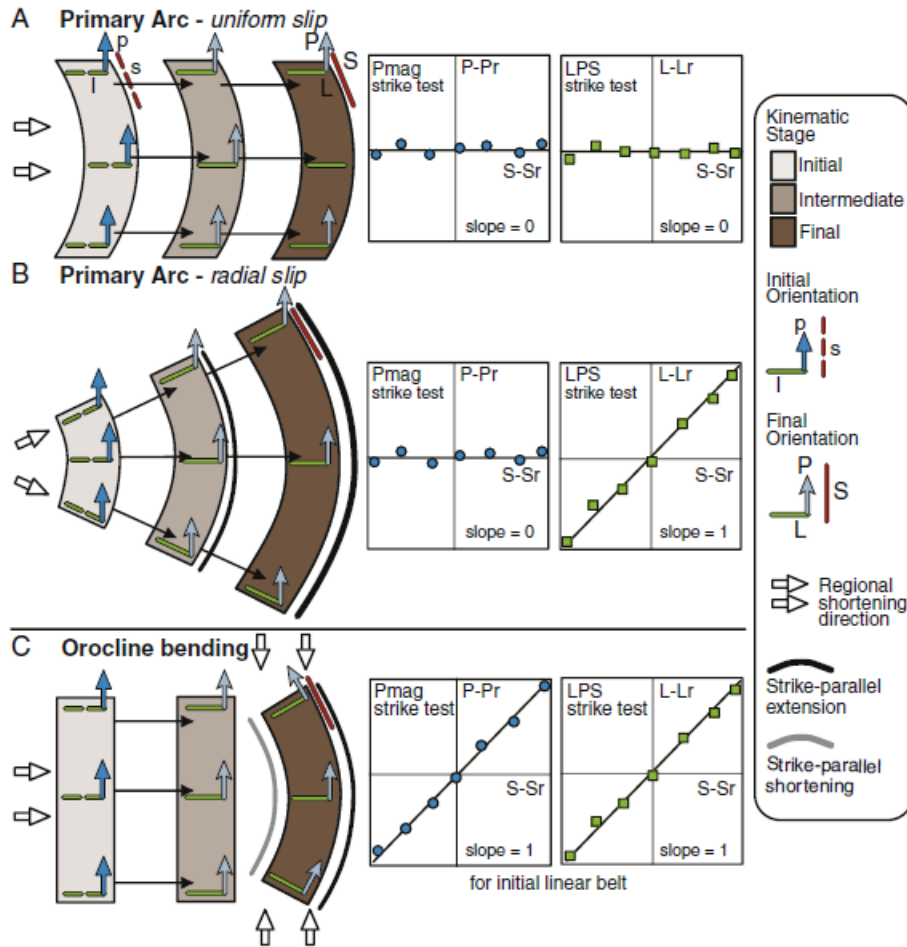 A Primary Arc - uniform slip
p
s
l
P
S
L
Pmag
strike test
P-Pr
S-Sr
slope = 0
LPS
strike test
L-Lr
S-Sr
slope = 0
B Primary Arc - radial slip
Pmag
strike test
P-Pr
S-Sr
slope = 0
LPS
strike test
L-Lr
S-Sr
slope = 1
C Orocline bending
Pmag
strike test
P-Pr
S-Sr
slope = 1
LPS
strike test
L-Lr
S-Sr
slope = 1
for initial linear belt
Kinematic
Stage
Initial
Intermediate
Final
Initial
Orientation
p
s
l
Final
Orientation
P
S
L
Regional
shortening
direction
Strike-parallel
extension
Strike-parallel
shortening